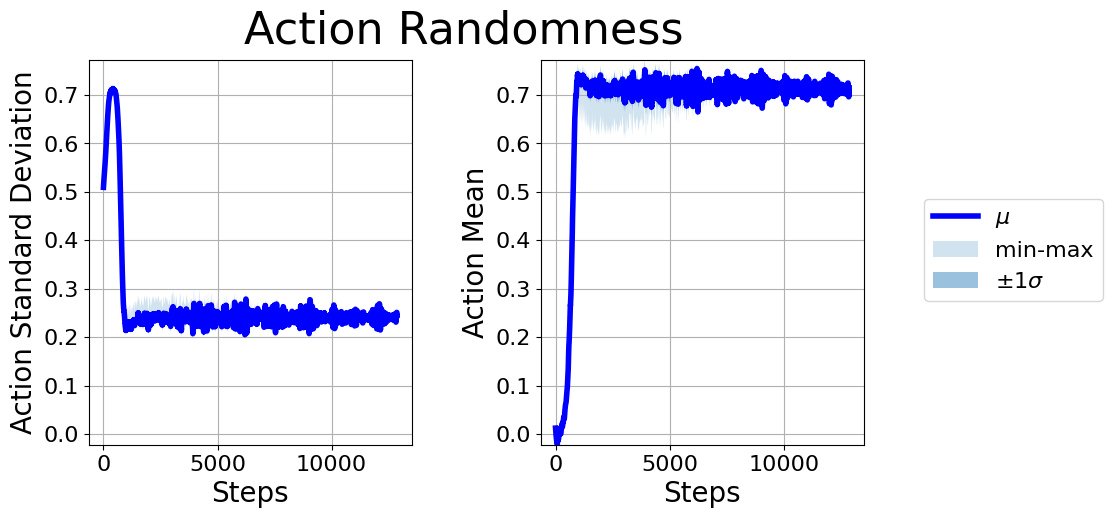 Action Randomness
Action Standard Deviation
0.7
0.6
0.5
0.4
0.3
0.2
0.1
0.0
0
5000
10000
Steps
Action Mean
0.7
0.6
0.5
0.4
0.3
0.2
0.1
0.0
0
5000
10000
Steps
μ
min-max
±1σ